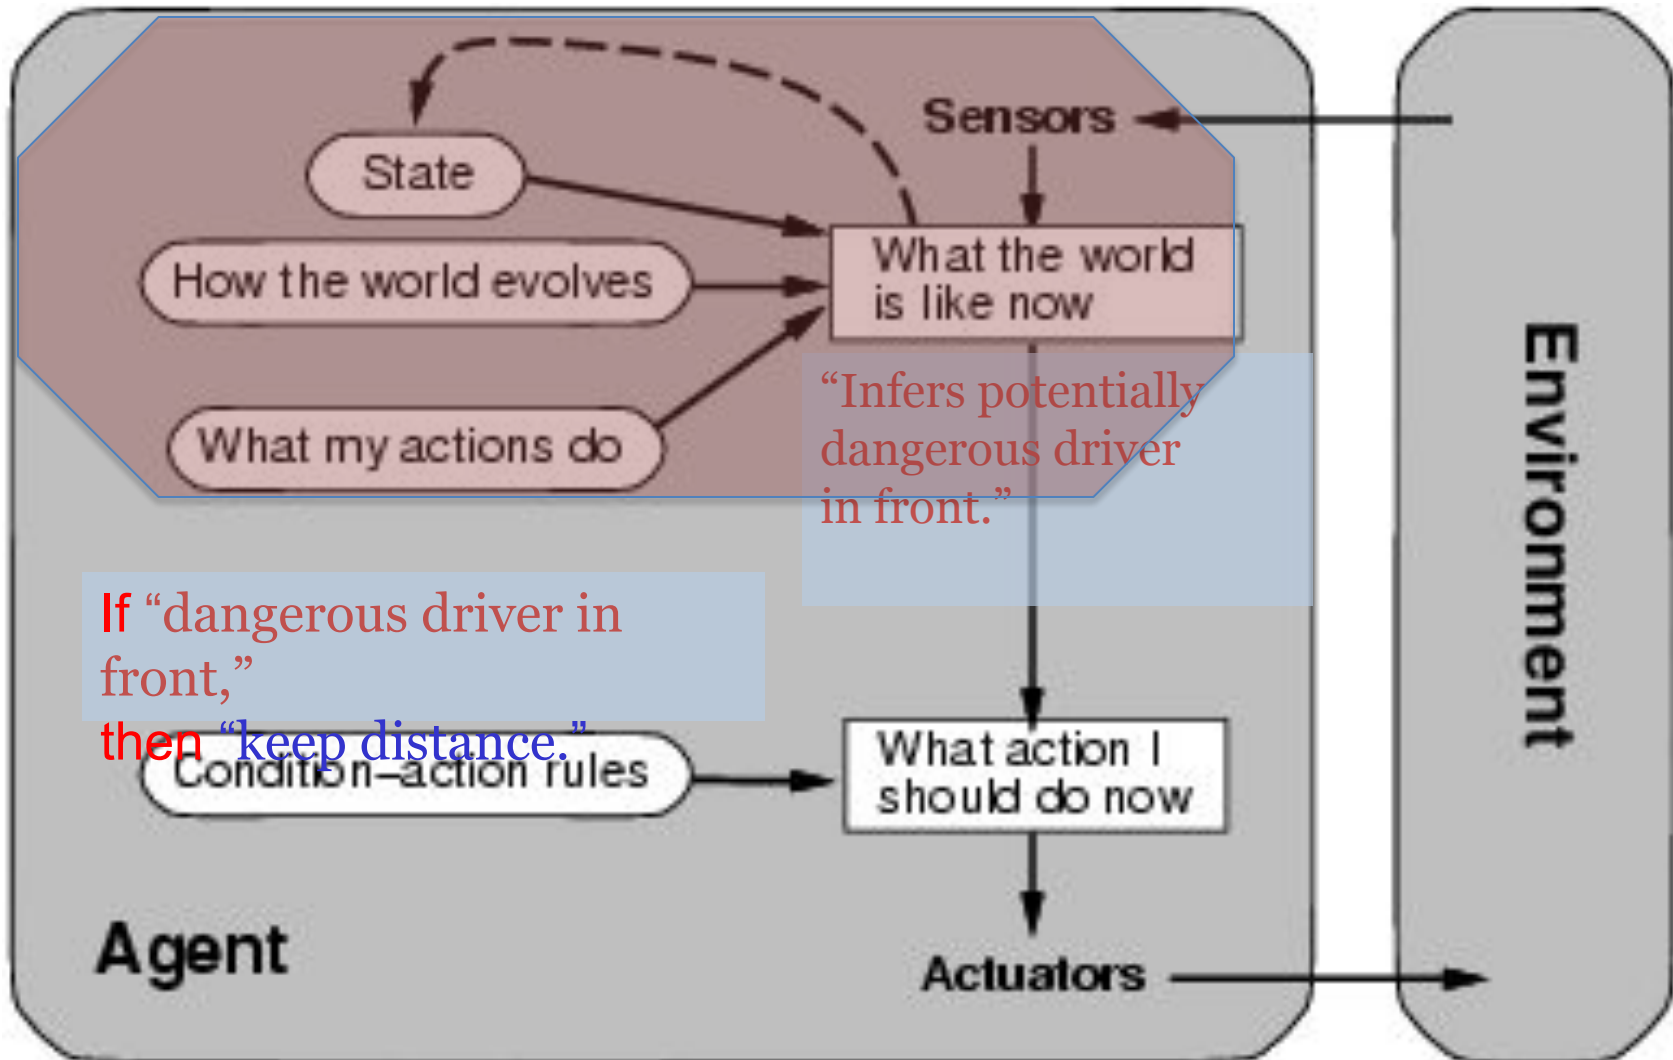 Sensors
State
How the world evolves
What the world
is like now
What my actions do
“Infers potentially
dangerous driver
in front.”
Environment
If “dangerous driver in
front,”
then “keep distance.”
Condition–action rules
What action I
should do now
Agent
Actuators